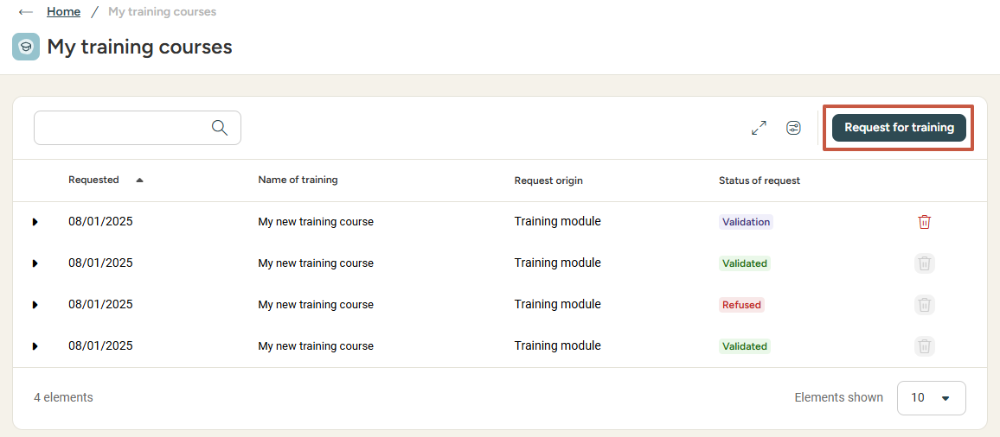 Home / My training courses
My training courses
Request for training
Requested Name of training Request origin Status of request
08/01/2025 My new training course Training module Validation
08/01/2025 My new training course Training module Validated
08/01/2025 My new training course Training module Refused
08/01/2025 My new training course Training module Validated
4 elements Elements shown 10